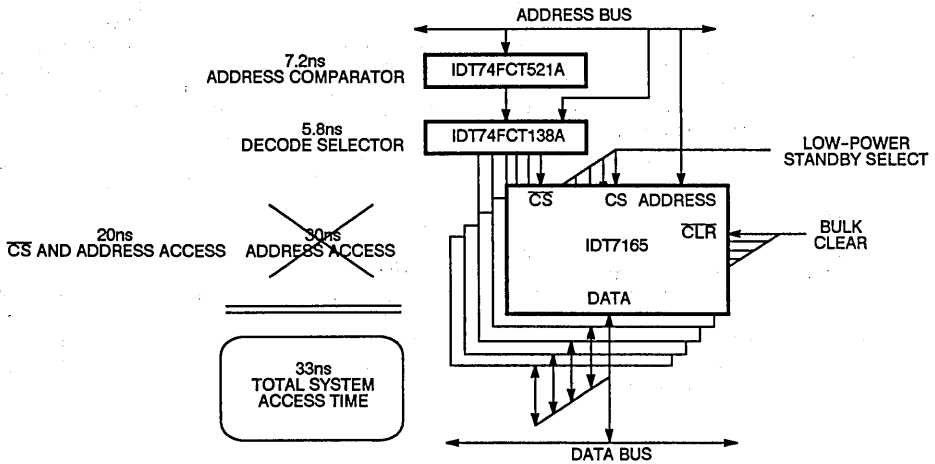 ADDRESS BUS
7.2ns
ADDRESS COMPARATOR
IDT74FCT521A
5.8ns
DECODE SELECTOR
IDT74FCT138A
LOW-POWER
STANDBY SELECT
CS CS ADDRESS
CLR
20ns
CS AND ADDRESS ACCESS
30ns
ADDRESS ACCESS
IDT7165
BULK
CLEAR
DATA
33ns
TOTAL SYSTEM
ACCESS TIME
DATA BUS